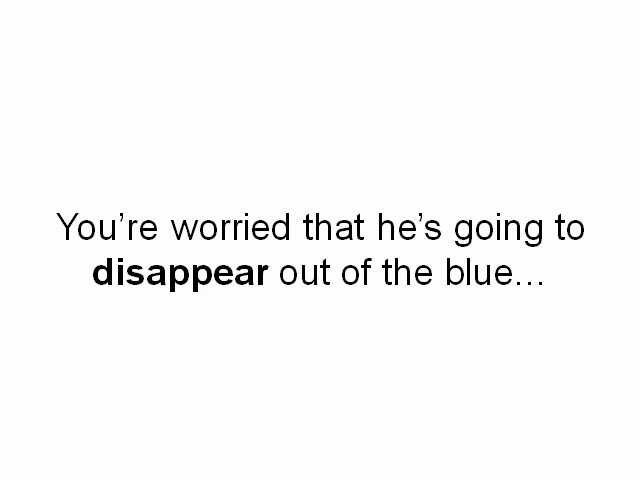 You’re worried that he’s going to
disappear out of the blue...